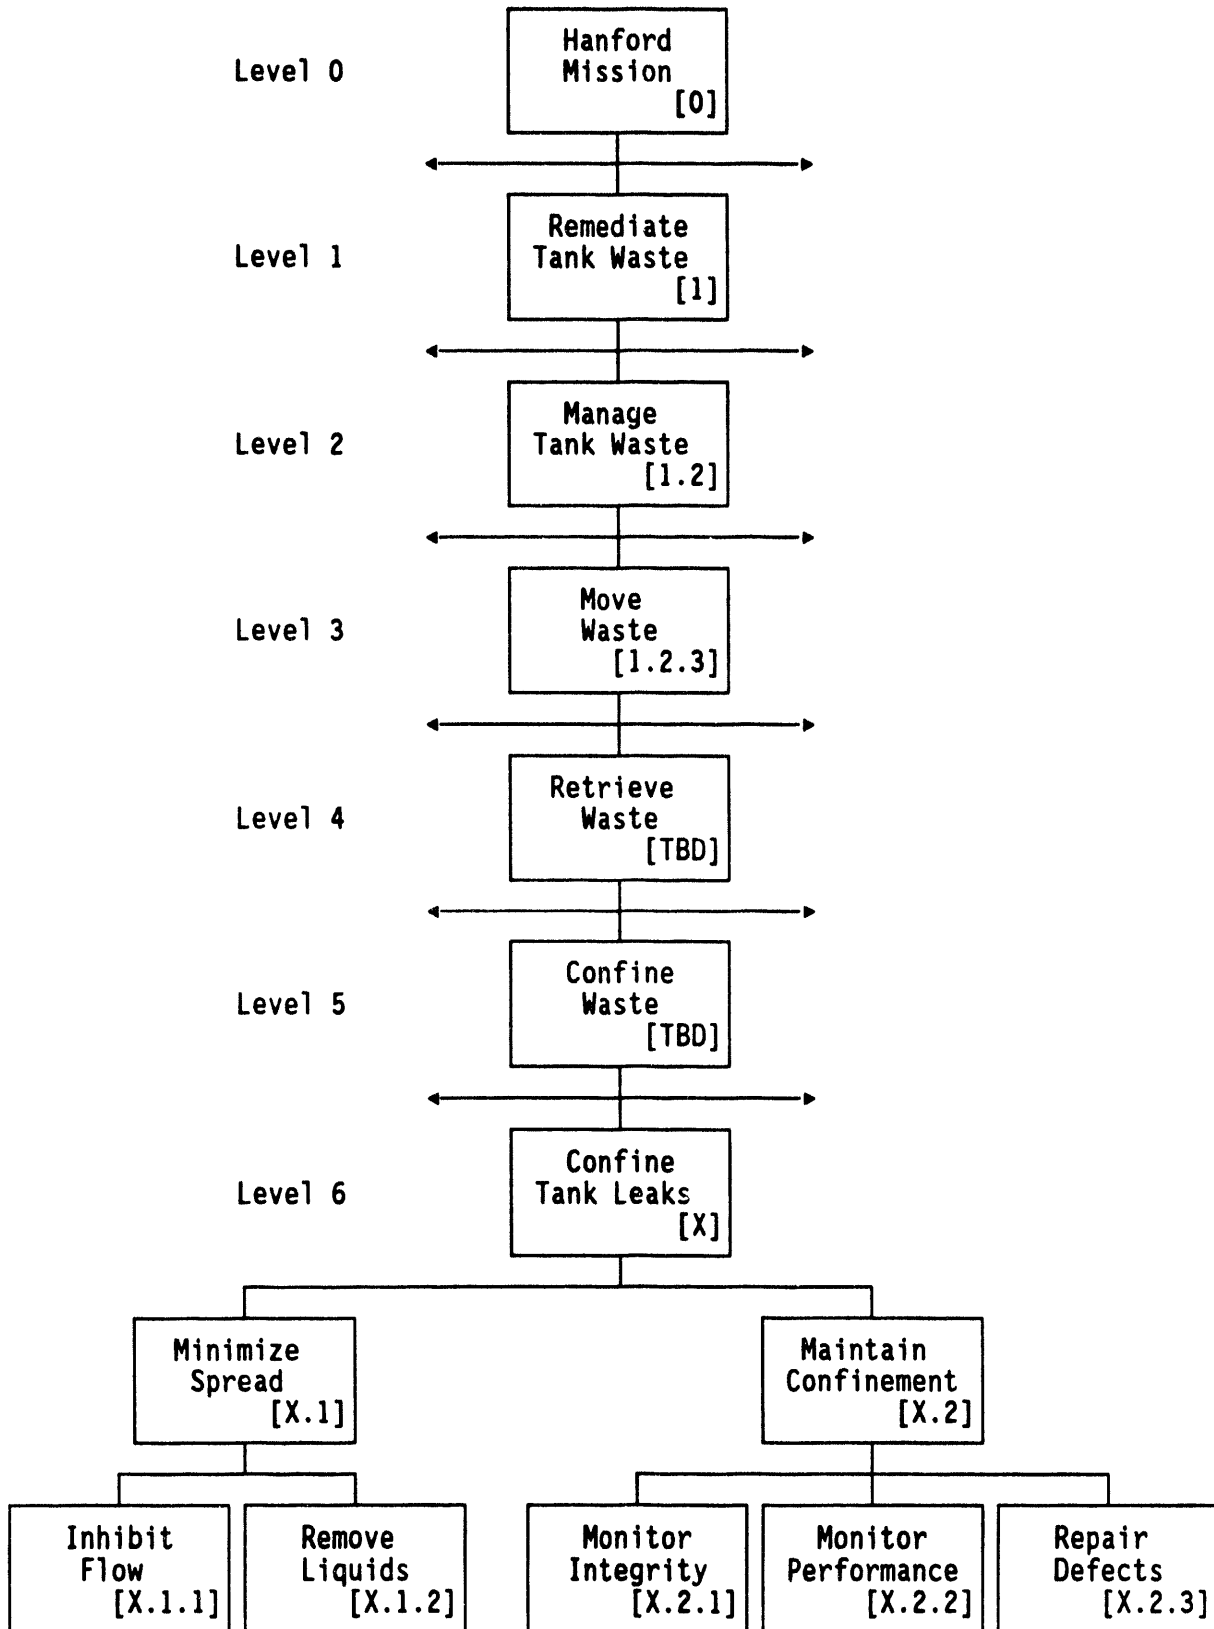 Hanford
Level 0
Mission
[0]
Remediate
Level 1
Tank Waste
[1]
Manage
Level 2
Tank Waste
[1.2]
Move
Level 3
Waste
[1.2.3]
Retrieve
Level 4
Waste
[TBD]
Confine
Level 5
Waste
[TBD]
Confine
Level 6
Tank Leaks
[X]
Minimize
Spread
[X.1]
Maintain
Confinement
[X.2]
Inhibit
Flow
[X.1.1]
Remove
Liquids
[X.1.2]
Monitor
Integrity
[X.2.1]
Monitor
Performance
[X.2.2]
Repair
Defects
[X.2.3]